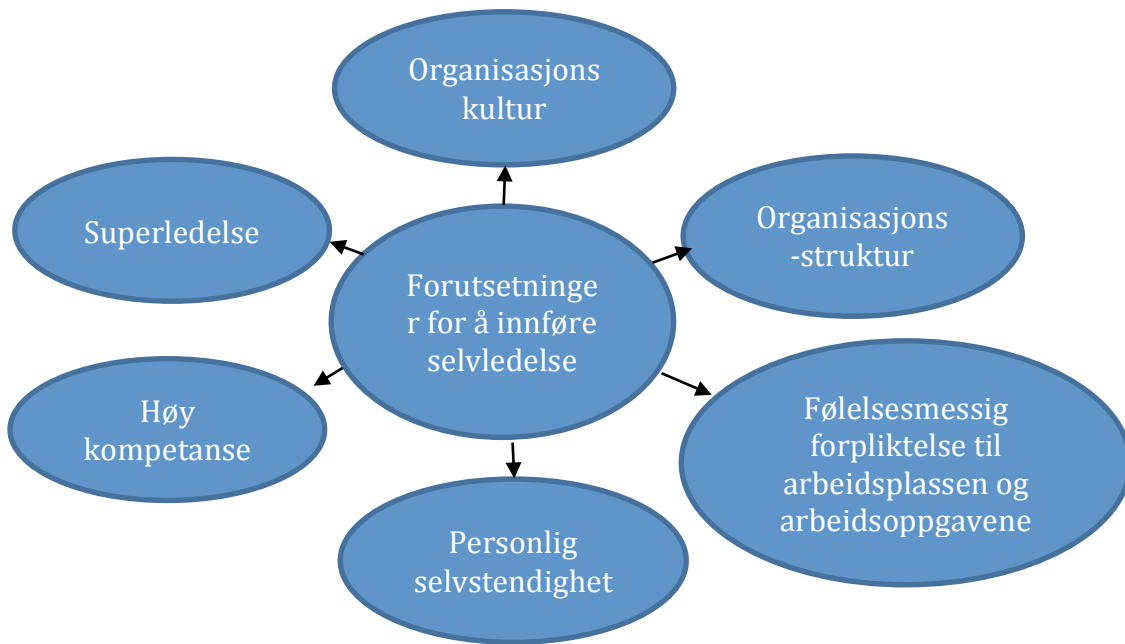 Organisasjons
kultur
Superledelse
Organisasjons
-struktur
Forutsetninge
r for å innføre
selvledelse
Høy
kompetanse
Følelsesmessig
forpliktelse til
arbeidsplassen og
arbeidsoppgavene
Personlig
selvstendighet